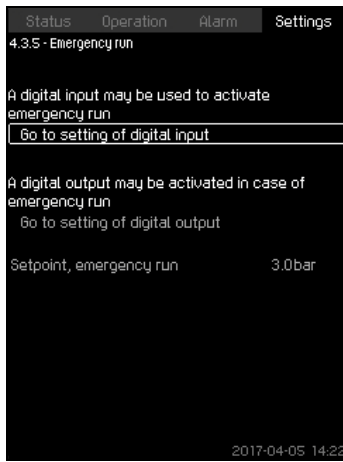 Status Operation Alarm Settings
4.3.5 - Emergency run
A digital input may be used to activate
emergency run
Go to setting of digital input
A digital output may be activated in case of
emergency run
Go to setting of digital output
Setpoint, emergency run 3.0bar
2017-04-05 14:22